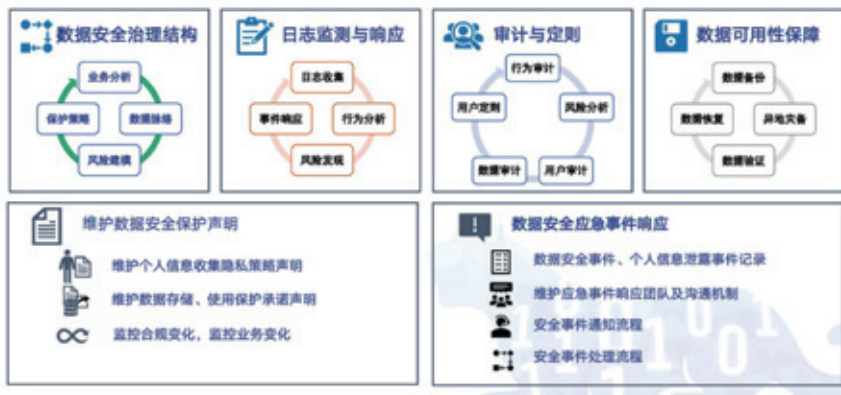 数据安全治理结构
业务分析
保护策略
数据脉络
风险建模
日志监测与响应
日志收集
事件响应
行为分析
风险发现
审计与定则
行为审计
用户定则
风险分析
数据审计
用户审计
数据可用性保障
数据备份
数据恢复
异地灾备
数据验证
维护数据安全保护声明
维护个人信息收集隐私策略声明
维护数据存储、使用保护承诺声明
监控合规变化，监控业务变化
数据安全应急事件响应
数据安全事件、个人信息泄露事件记录
维护应急事件响应团队及沟通机制
安全事件通知流程
安全事件处理流程